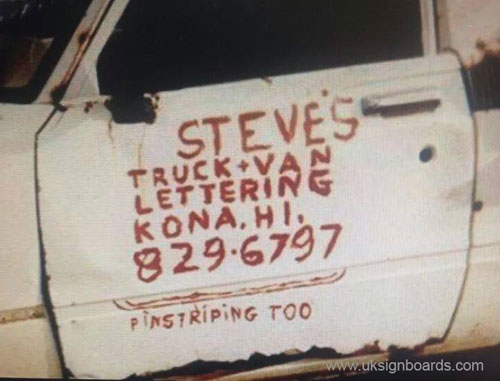 STEVE'S
TRUCK+VAN
LETTERING
KONA, HI.
829-6797
PiNSTRiPiNG TOO
www.uksignboards.com